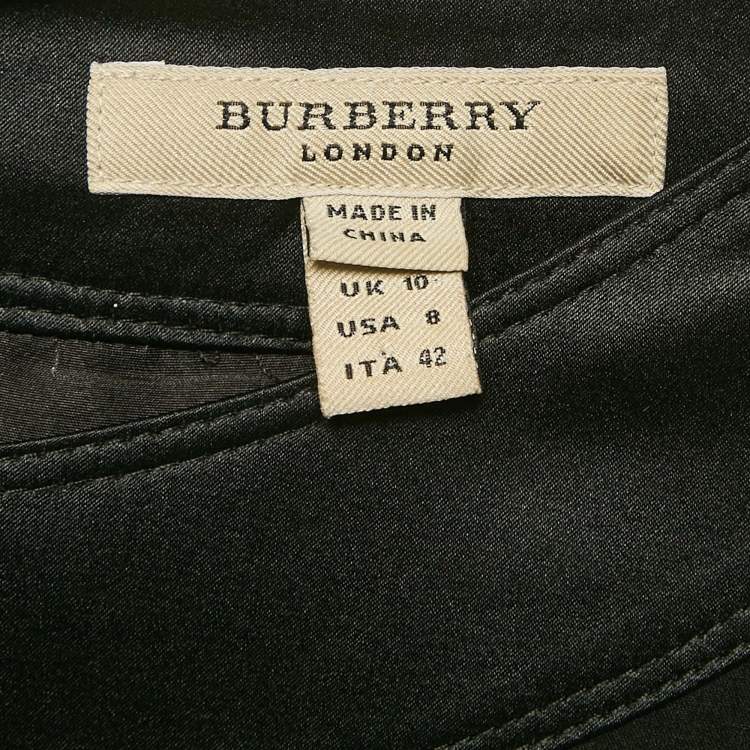 BURBERRY
LONDON
MADE IN
CHINA
UK 10
USA 8
ITA 42